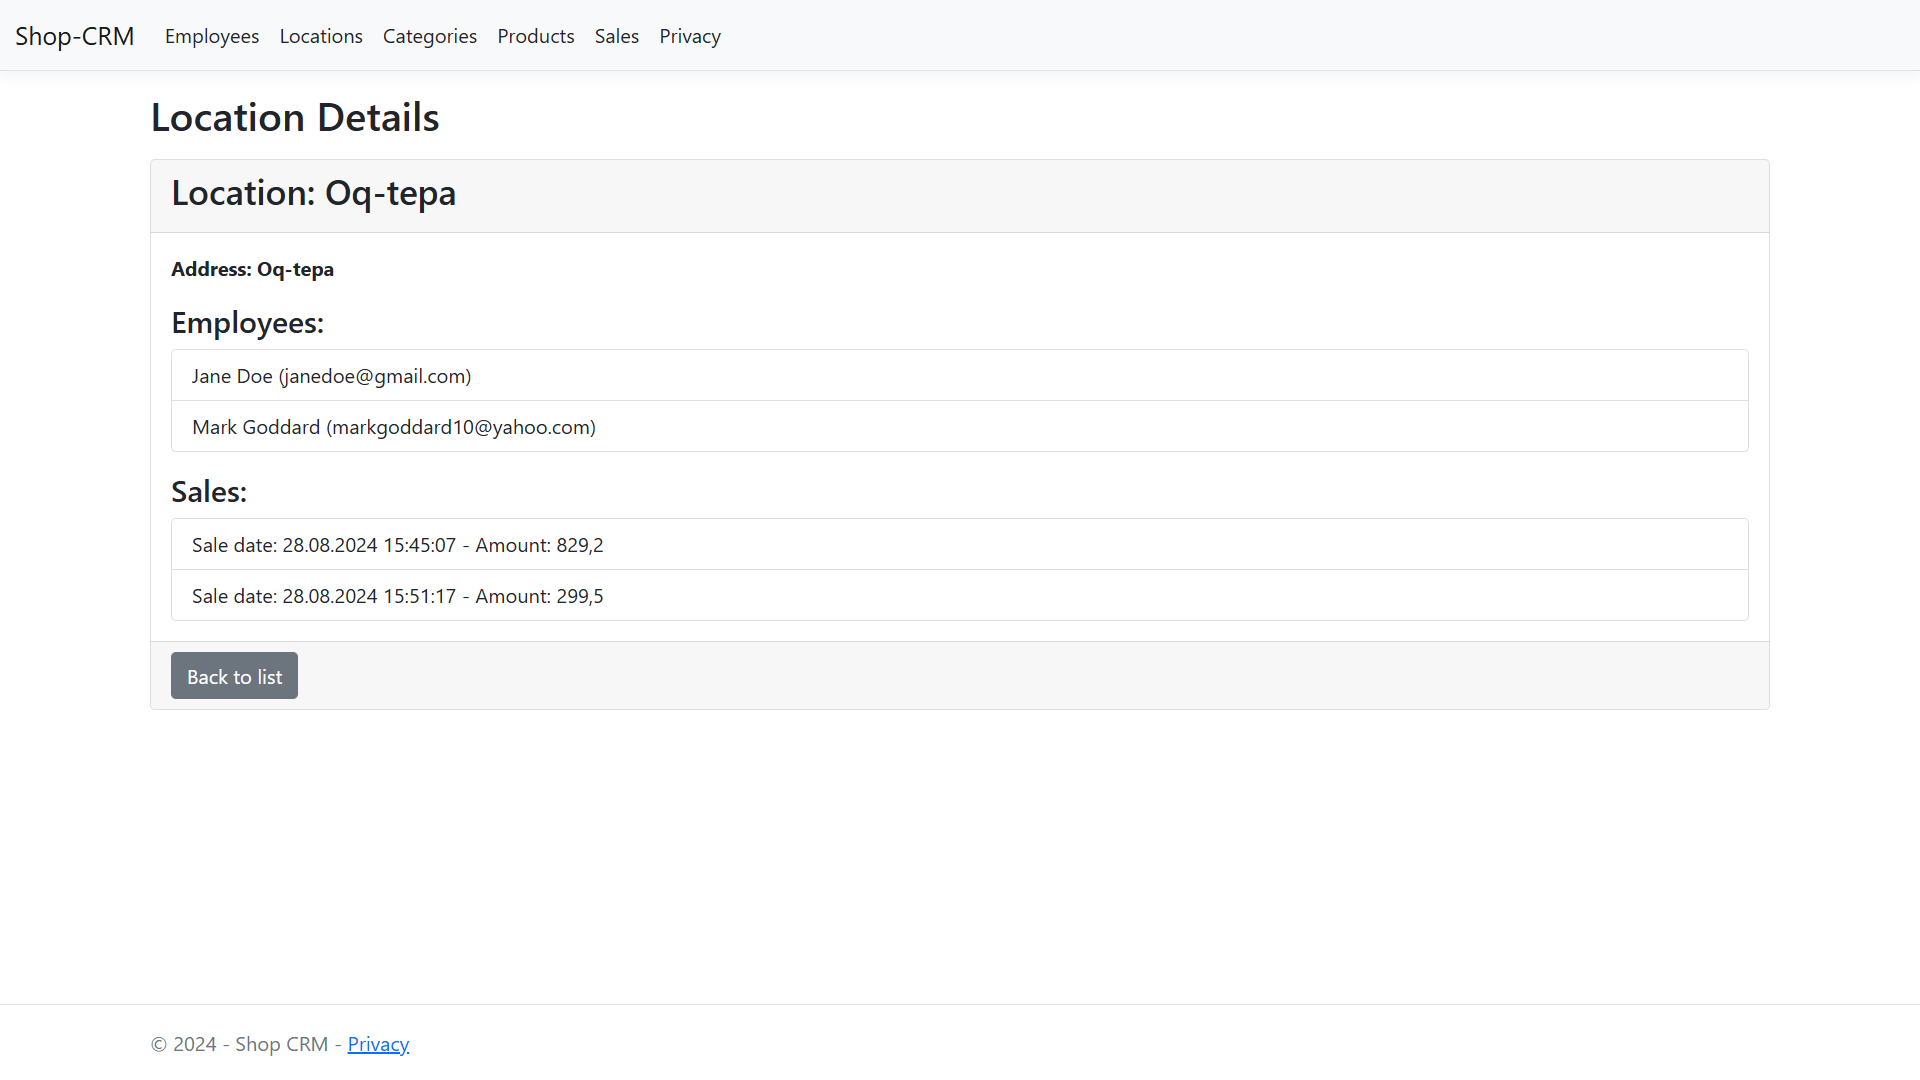 Shop-CRM Employees Locations Categories Products Sales Privacy
Location Details
Location: Oq-tepa
Address: Oq-tepa
Employees:
Jane Doe (janedoe@gmail.com)
Mark Goddard (markgoddard10@yahoo.com)
Sales:
Sale date: 28.08.2024 15:45:07 - Amount: 829,2
Sale date: 28.08.2024 15:51:17 - Amount: 299,5
Back to list
© 2024 - Shop CRM - Privacy